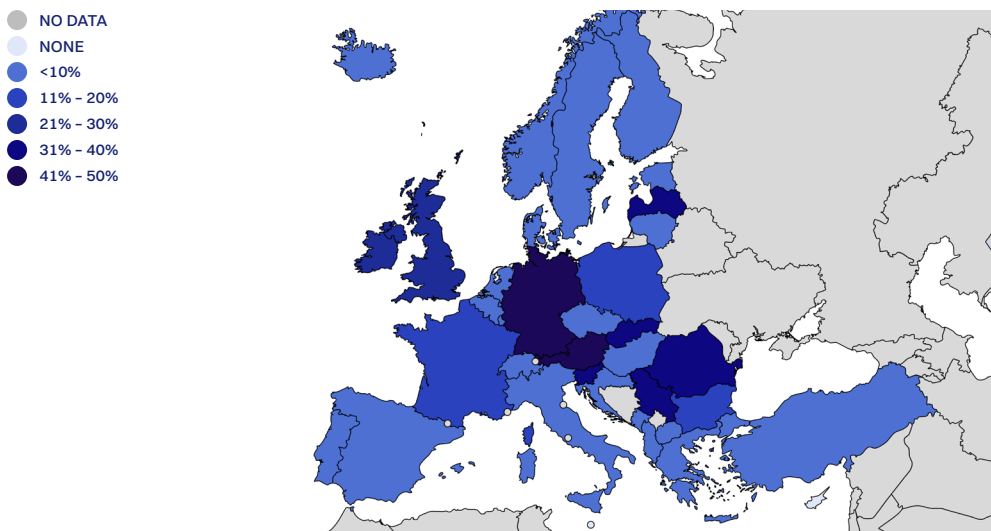 NO DATA
NONE
<10%
11% – 20%
21% – 30%
31% – 40%
41% – 50%